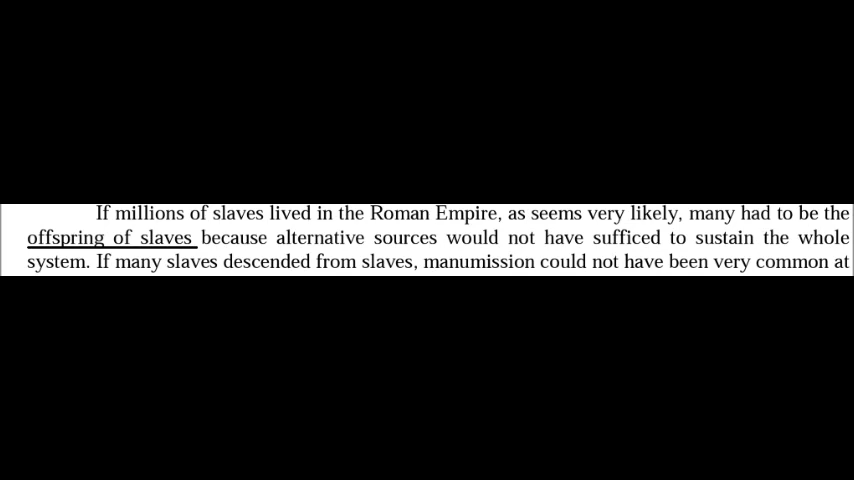 If millions of slaves lived in the Roman Empire, as seems very likely, many had to be the
offspring of slaves because alternative sources would not have sufficed to sustain the whole
system. If many slaves descended from slaves, manumission could not have been very common at